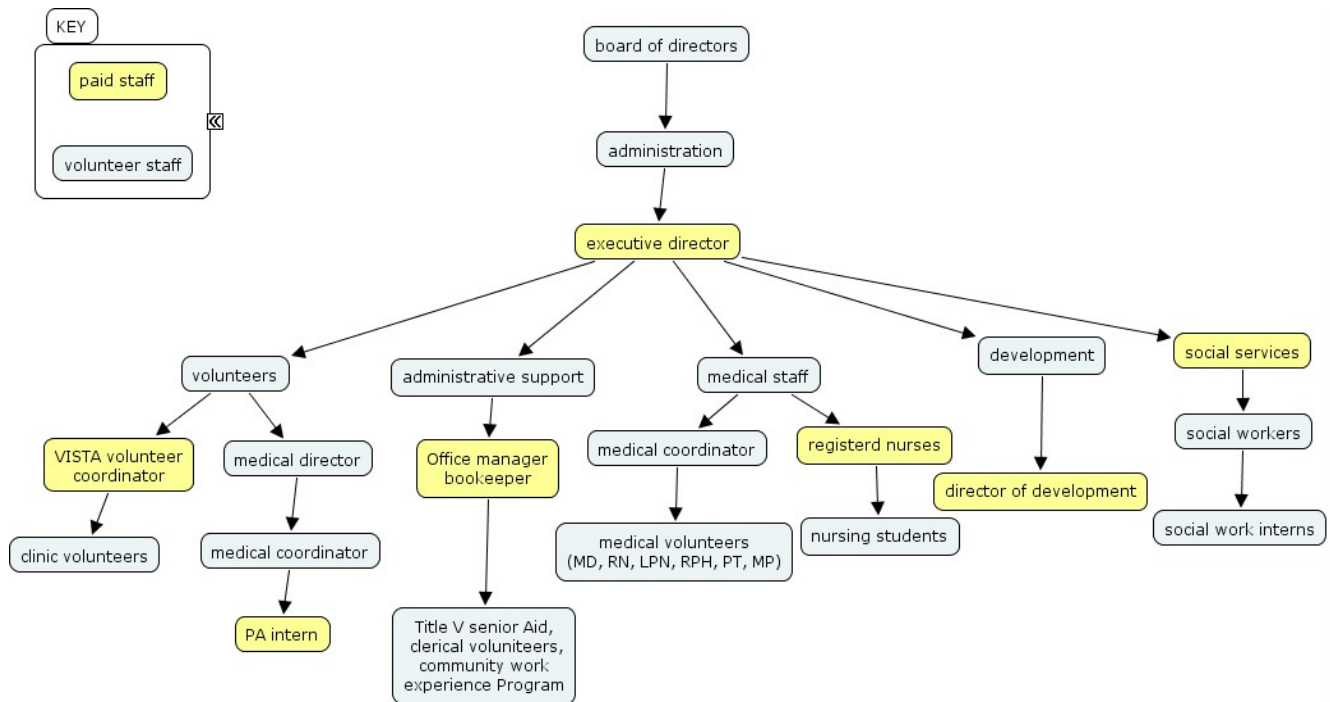 KEY
paid staff
volunteer staff
board of directors
administration
executive director
volunteers
administrative support
medical staff
development
social services
VISTA volunteer
coordinator
medical director
Office manager
bookeeper
medical coordinator
registerd nurses
director of development
social workers
clinic volunteers
medical coordinator
medical volunteers
(MD, RN, LPN, RPH, PT, MP)
nursing students
social work interns
PA intern
Title V senior Aid,
clerical voluniteers,
community work
experience Program